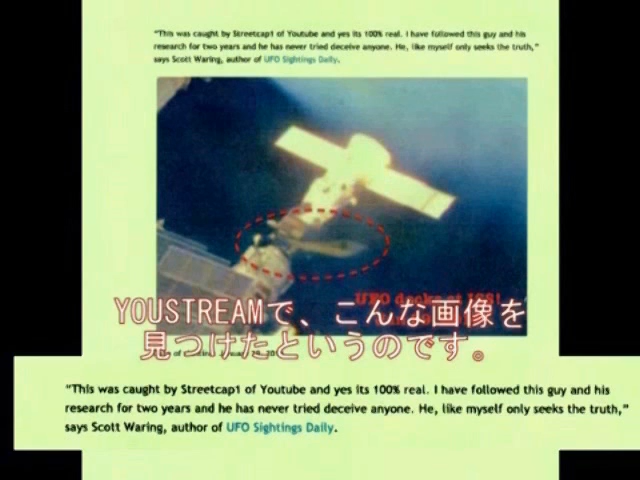 "This was caught by Streetcap1 of Youtube and yes its 100% real. I have followed this guy and his
research for two years and he has never tried deceive anyone. He, like myself only seeks the truth,"
says Scott Waring, author of UFO Sightings Daily.
UFO docks at ISS!
YOUSTREAMで、こんな画像を
見つけたというのです。
"This was caught by Streetcap1 of Youtube and yes its 100% real. I have followed this guy and his
research for two years and he has never tried deceive anyone. He, like myself only seeks the truth,"
says Scott Waring, author of UFO Sightings Daily.